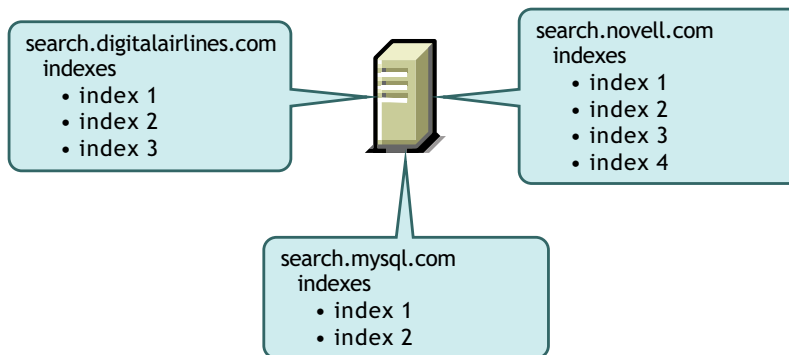 search.digitalairlines.com
indexes
• index 1
• index 2
• index 3
search.novell.com
indexes
• index 1
• index 2
• index 3
• index 4
search.mysql.com
indexes
• index 1
• index 2